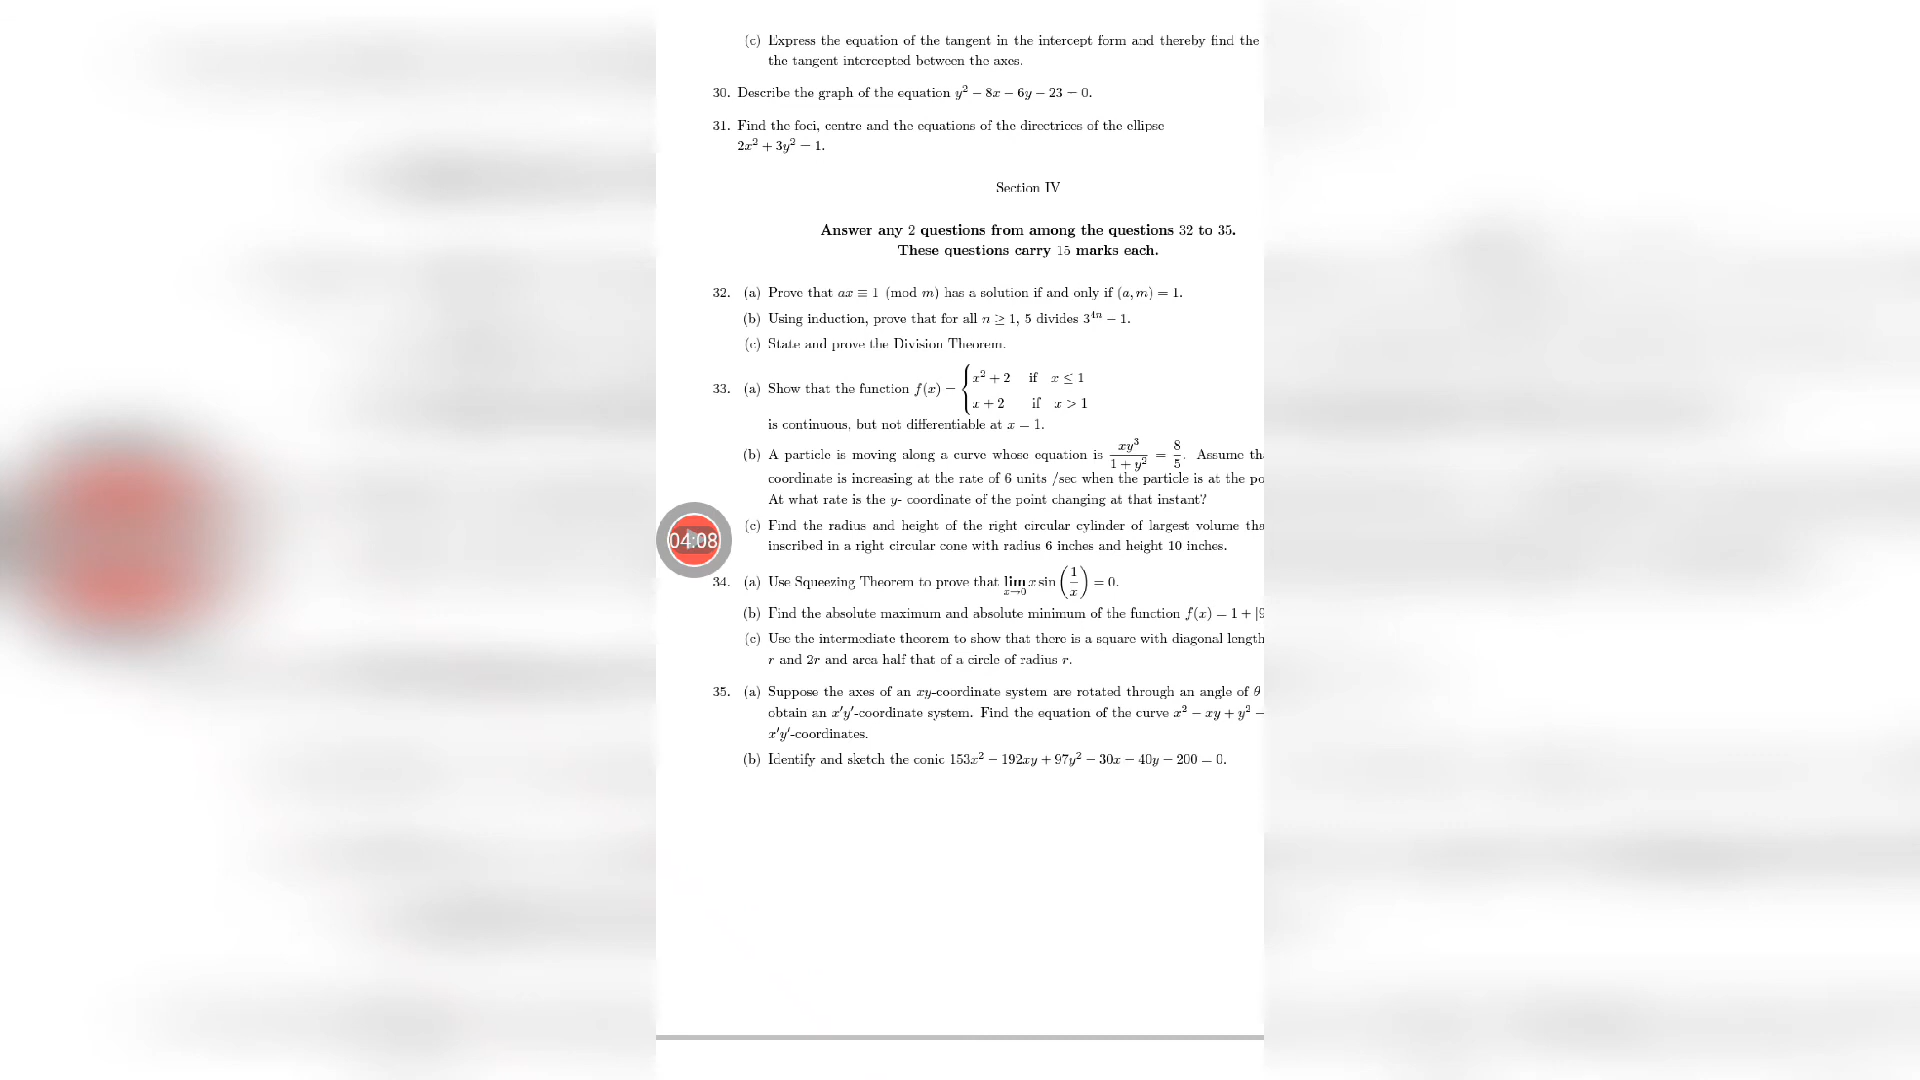 (c) Express the equation of the tangent in the intercept form and thereby find the
the tangent intercepted between the axes.
30. Describe the graph of the equation y² − 8x − 6y − 23 = 0.
31. Find the foci, centre and the equations of the directrices of the ellipse
2x² + 3y² = 1.
Section IV
Answer any 2 questions from among the questions 32 to 35.
These questions carry 15 marks each.
32. (a) Prove that ax ≡ 1 (mod m) has a solution if and only if (a, m) = 1.
(b) Using induction, prove that for all n ≥ 1, 5 divides 3⁴ⁿ − 1.
(c) State and prove the Division Theorem.
33. (a) Show that the function f(x) = { x² + 2 if x ≤ 1
x + 2 if x > 1
is continuous, but not differentiable at x = 1.
(b) A particle is moving along a curve whose equation is xy³/(1 + y²) = 8/5. Assume
coordinate is increasing at the rate of 6 units /sec when the particle is at the
At what rate is the y- coordinate of the point changing at that instant?
(c) Find the radius and height of the right circular cylinder of largest volume
inscribed in a right circular cone with radius 6 inches and height 10 inches.
04:08
34. (a) Use Squeezing Theorem to prove that lim x→0 x sin (1/x) = 0.
(b) Find the absolute maximum and absolute minimum of the function f(x) = 1 + |9
(c) Use the intermediate theorem to show that there is a square with diagonal length
r and 2r and area half that of a circle of radius r.
35. (a) Suppose the axes of an xy-coordinate system are rotated through an angle of θ
obtain an x′y′-coordinate system. Find the equation of the curve x² − xy + y² −
x′y′-coordinates.
(b) Identify and sketch the conic 153x² − 192xy + 97y² − 30x − 40y − 200 = 0.